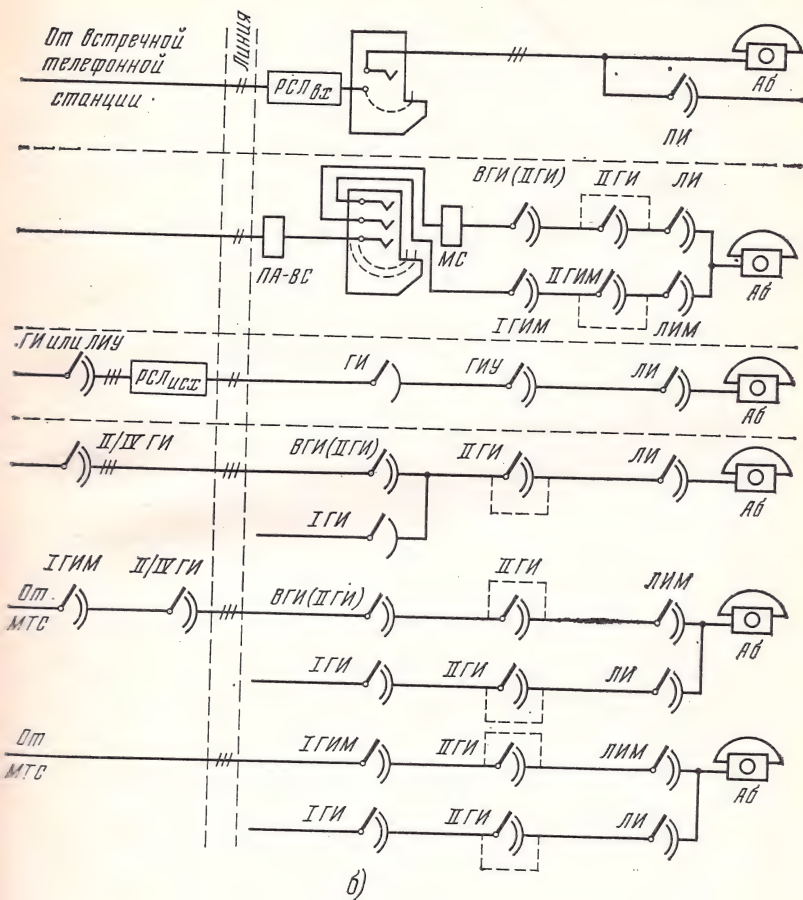 От встречной
телефонной
станции
Линия
РСЛвх
Аб
ПИ
ВГИ(IIГИ)
IIГИ
ЛИ
ПА-ВС
МС
IГИМ
IIГИМ
ЛИМ
Аб
ГИ или ЛИУ
РСЛисх
ГИ
ГИУ
ЛИ
Аб
II/IV ГИ
ВГИ(IIГИ)
IIГИ
ЛИ
Аб
IГИ
От
МТС
IГИМ
II/IV ГИ
ВГИ(IIГИ)
IIГИ
ЛИМ
Аб
IГИ
IIГИ
ЛИ
От
МТС
IГИМ
IIГИ
ЛИМ
Аб
IГИ
IIГИ
ЛИ
б)